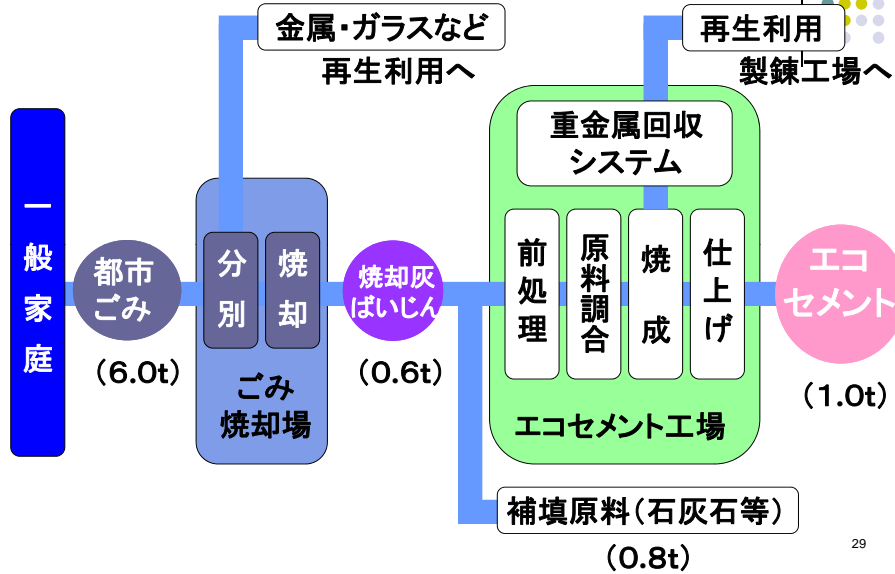 金属・ガラスなど
再生利用へ
再生利用
製錬工場へ
重金属回収
システム
一般家庭
都市
ごみ
(6.0t)
分別
焼却
ごみ
焼却場
焼却灰
ばいじん
(0.6t)
前処理
原料調合
焼成
仕上げ
エコセメント工場
エコ
セメント
(1.0t)
補填原料(石灰石等)
(0.8t)
29